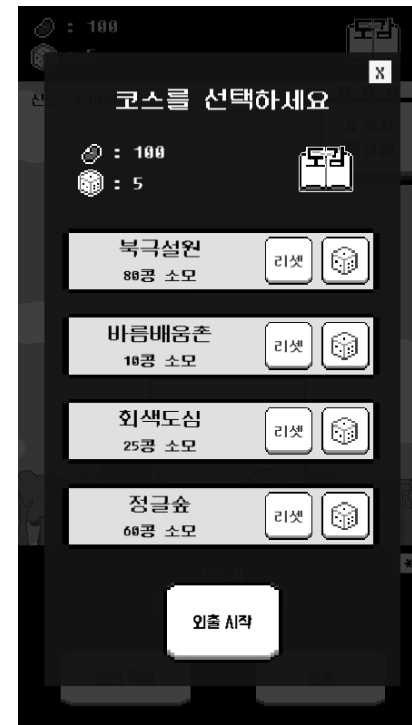 : 100
도감
X
코스를 선택하세요
: 100
도감
: 5
북극설원
80콩 소모
리셋
바름배움촌
10콩 소모
리셋
회색도심
25콩 소모
리셋
정글숲
60콩 소모
리셋
외출 시작